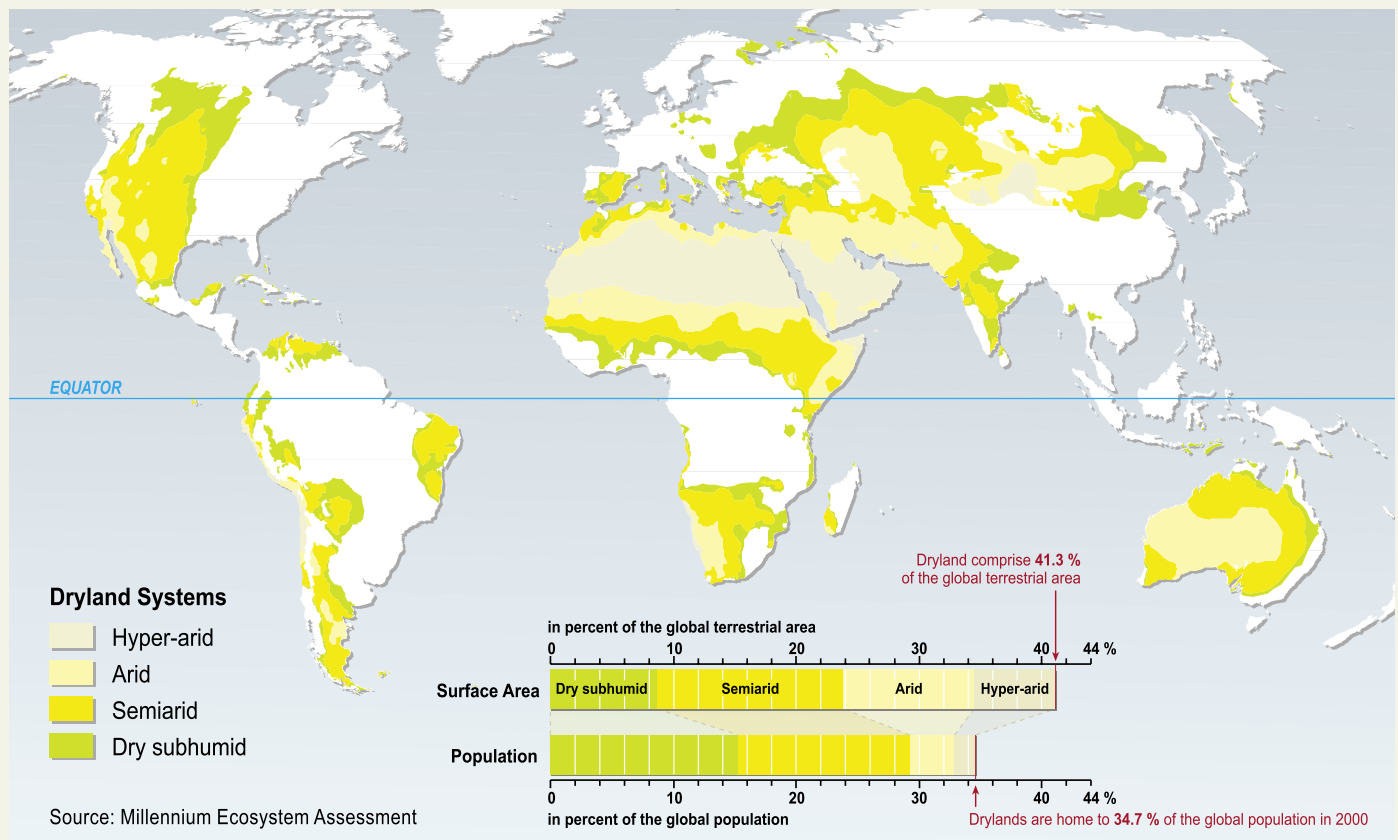 EQUATOR
Dryland Systems
Hyper-arid
Arid
Semiarid
Dry subhumid
Source: Millennium Ecosystem Assessment
Dryland comprise 41.3 %
of the global terrestrial area
in percent of the global terrestrial area
0 10 20 30 40 44 %
Surface Area Dry subhumid Semiarid Arid Hyper-arid
Population
0 10 20 30 40 44 %
in percent of the global population
Drylands are home to 34.7 % of the global population in 2000